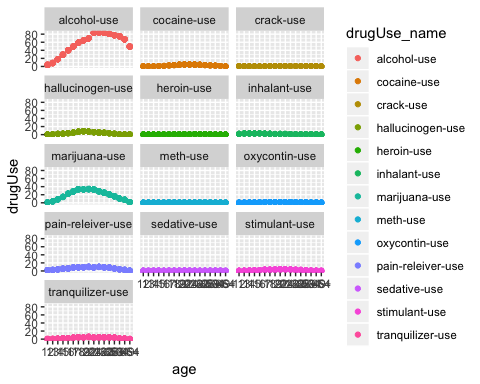 alcohol-use cocaine-use crack-use
80
60
40
20
0
hallucinogen-use heroin-use inhalant-use
80
60
40
20
0
marijuana-use meth-use oxycontin-use
80
60
40
20
0
pain-releiver-use sedative-use stimulant-use
80
60
40
20
0
tranquilizer-use
80
60
40
20
0
drugUse
age
drugUse_name
alcohol-use
cocaine-use
crack-use
hallucinogen-use
heroin-use
inhalant-use
marijuana-use
meth-use
oxycontin-use
pain-releiver-use
sedative-use
stimulant-use
tranquilizer-use